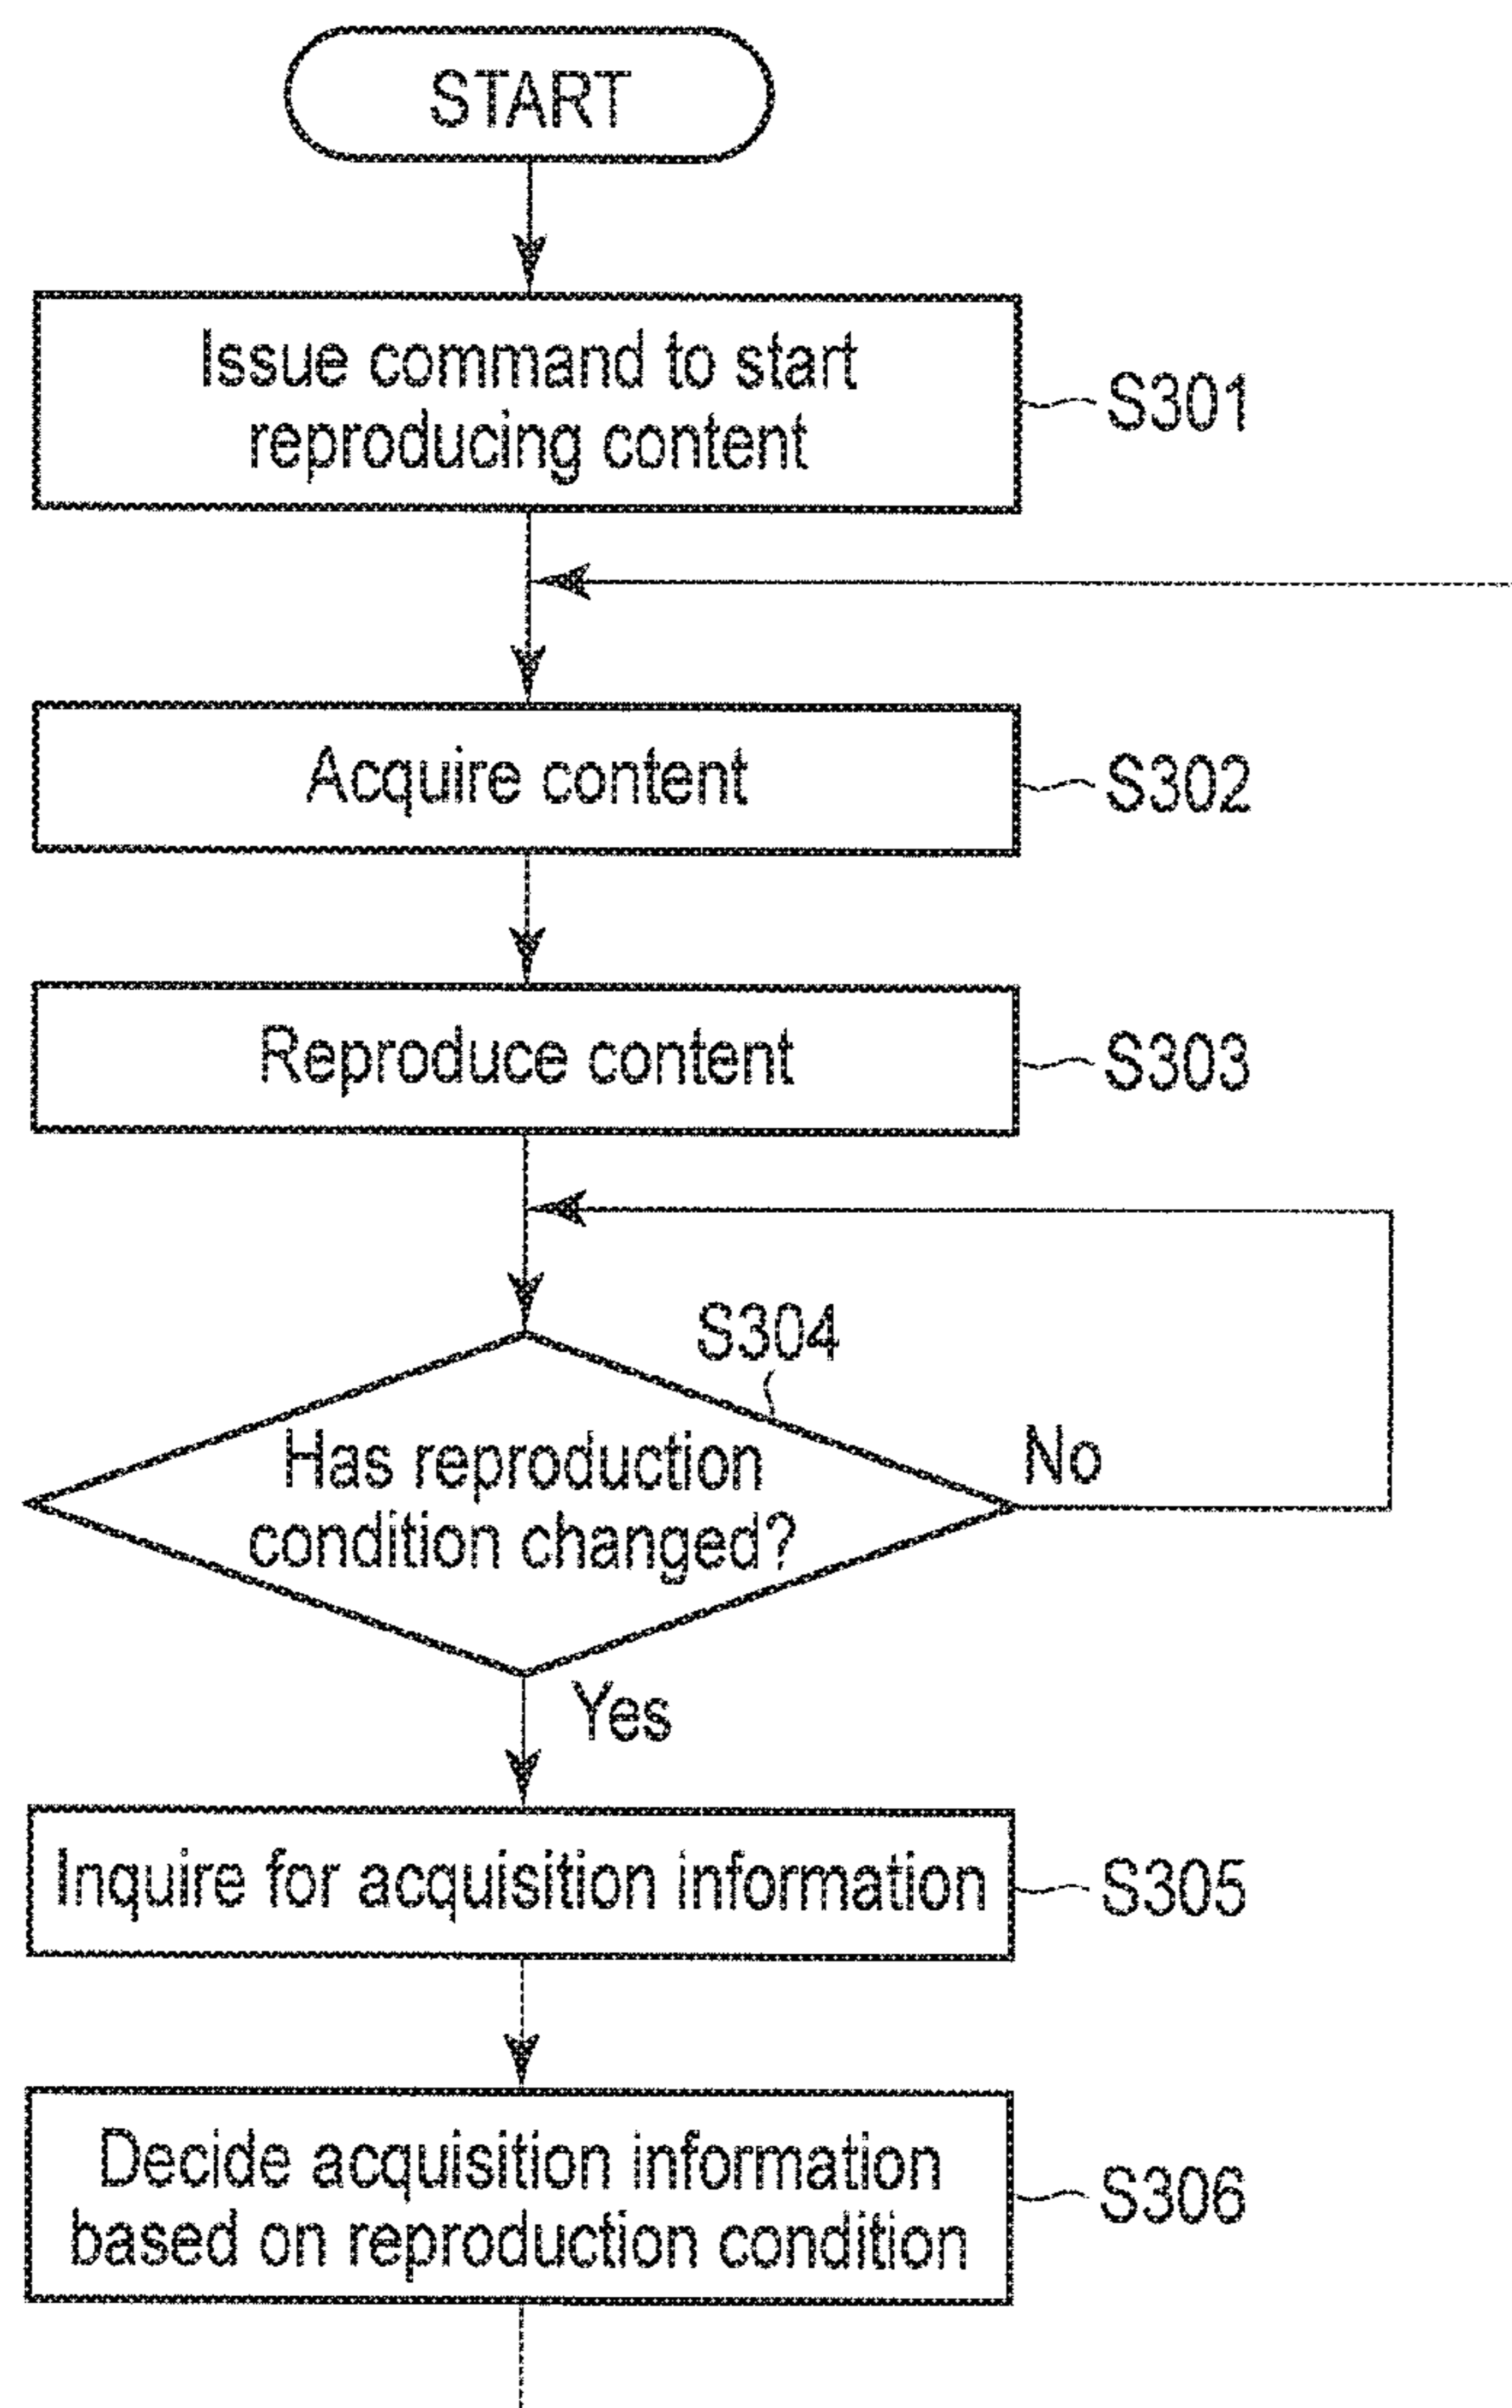 START
Issue command to start
reproducing content
S301
Acquire content
S302
Reproduce content
S303
S304
Has reproduction
condition changed?
No
Yes
Inquire for acquisition information
S305
Decide acquisition information
based on reproduction condition
S306